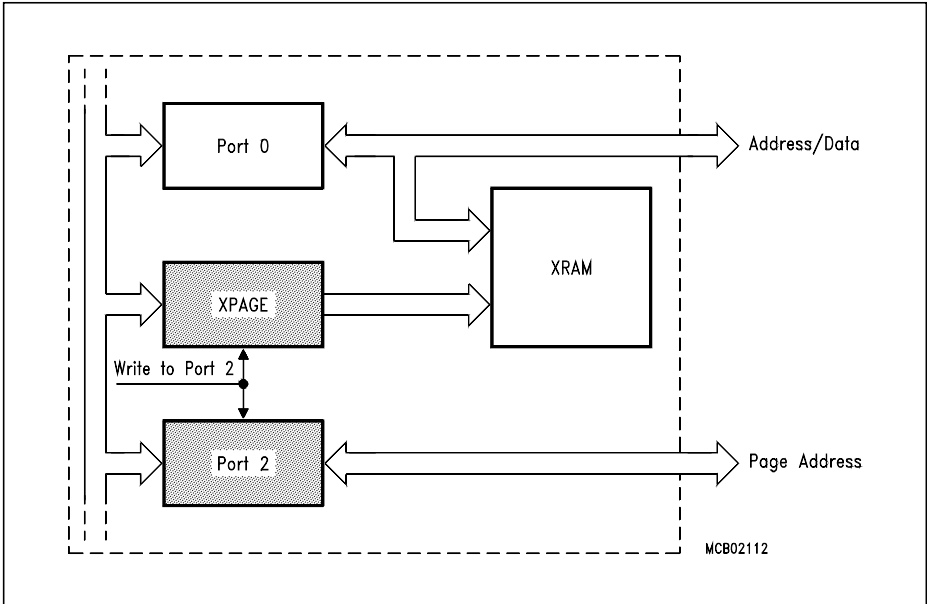 Port 0
Address/Data
XRAM
XPAGE
Write to Port 2
Port 2
Page Address
MCB02112